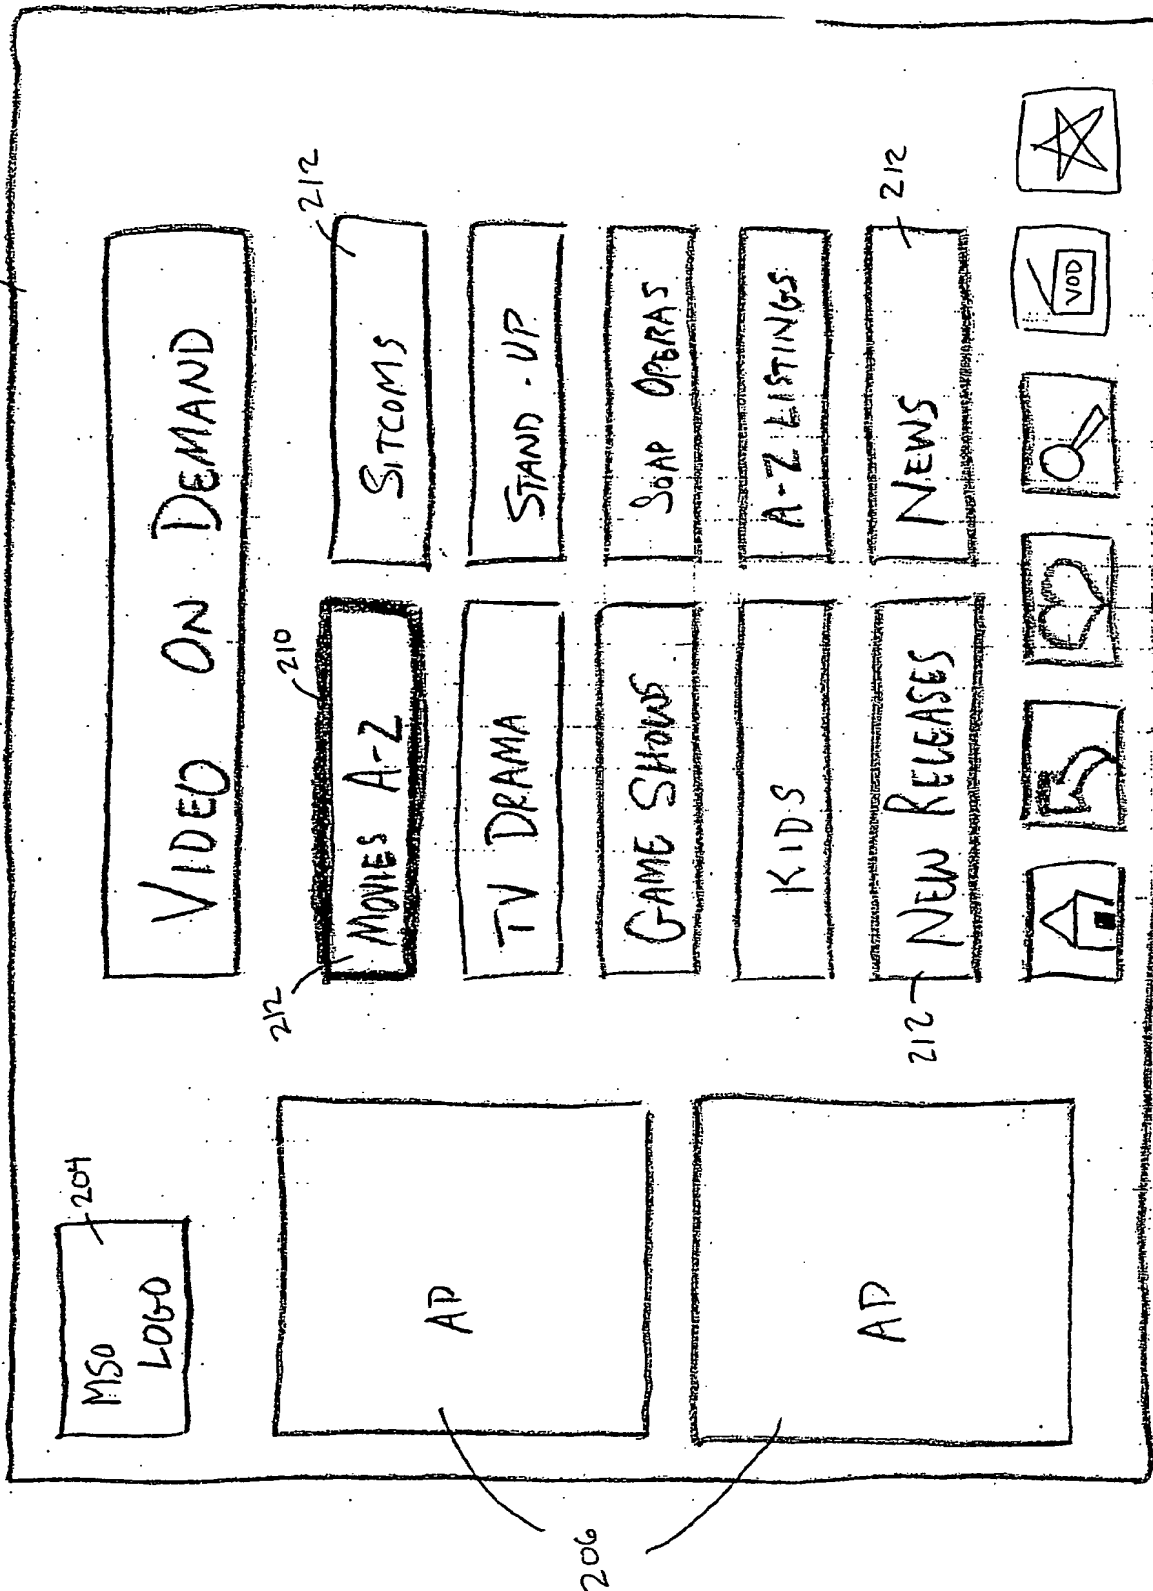 MSO
LOGO
204
VIDEO ON DEMAND
210
212
212
MOVIES A-Z
SITCOMS
TV DRAMA
STAND-UP
GAME SHOWS
SOAP OPERAS
KIDS
A-Z LISTINGS
212
NEW RELEASES
NEWS
212
AD
AD
206
VOD